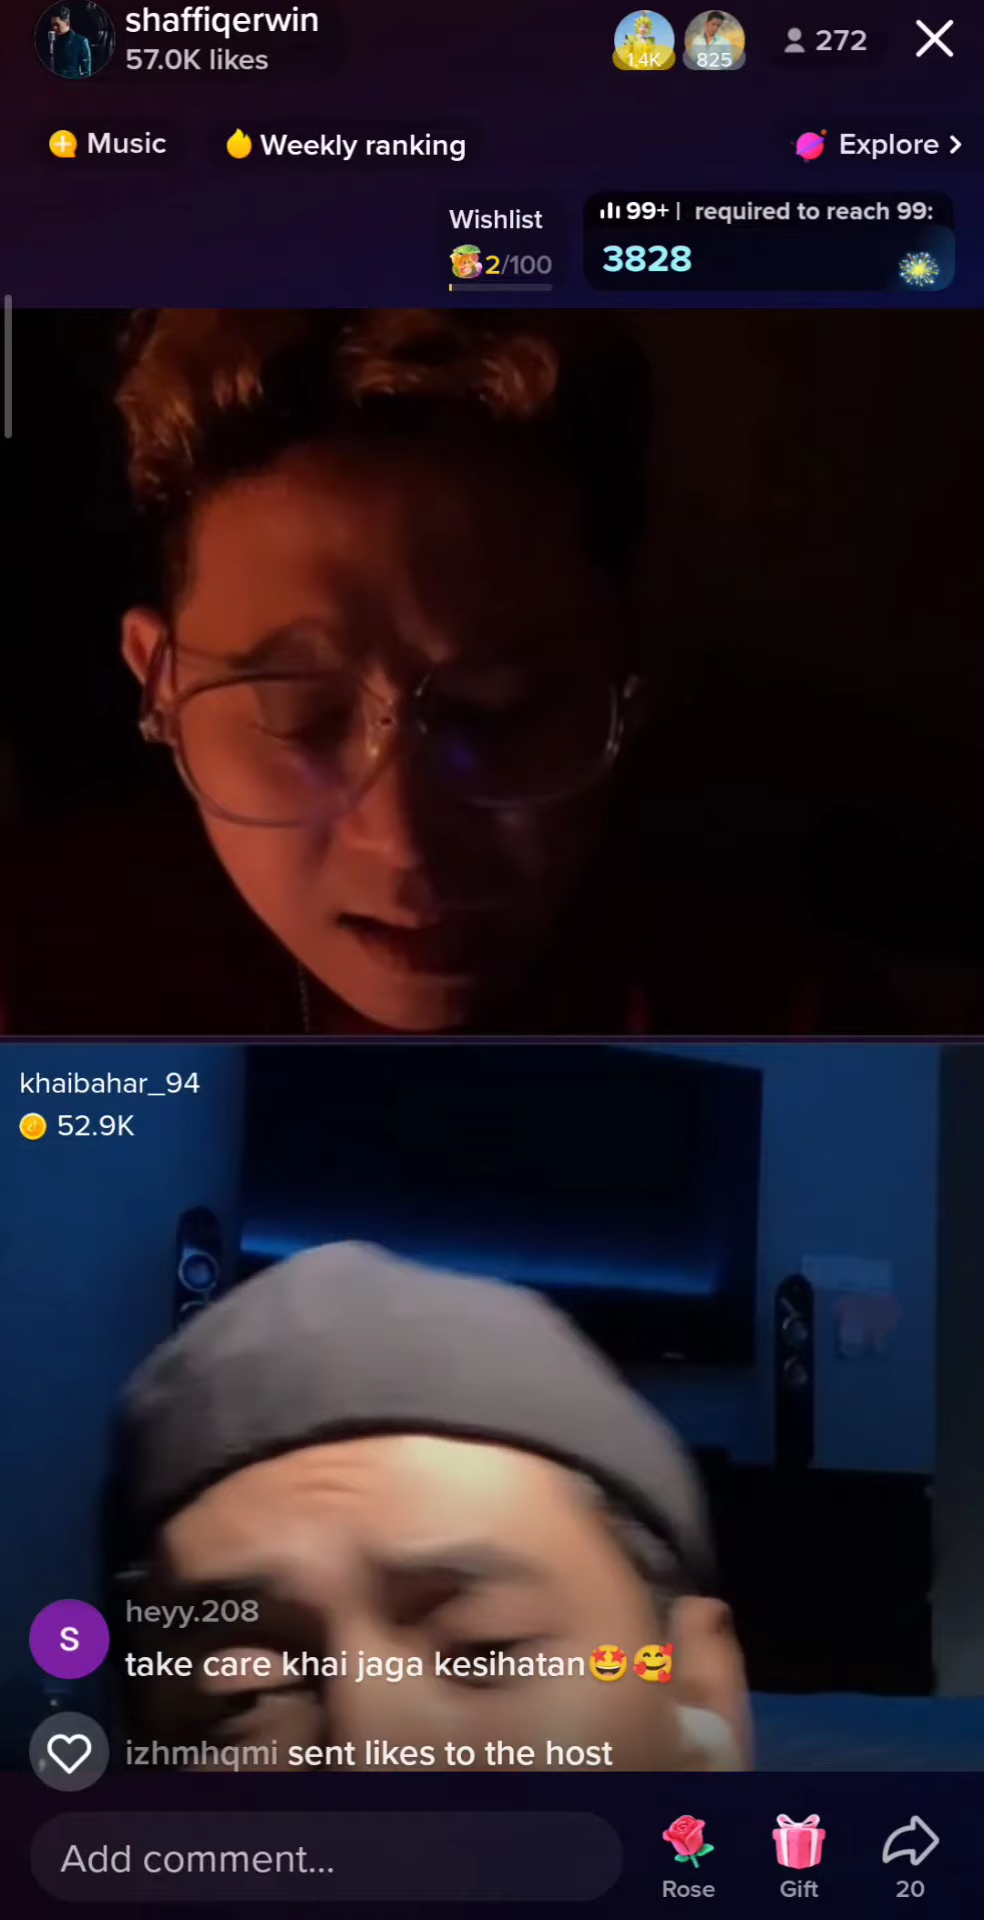 shaffiqerwin
57.0K likes
1.4K
825
272
Music
Weekly ranking
Explore
Wishlist
2/100
99+ | required to reach 99:
3828
khaibahar_94
52.9K
S
heyy.208
take care khai jaga kesihatan🤩🥰
izhmhqmi sent likes to the host
Add comment...
Rose
Gift
20